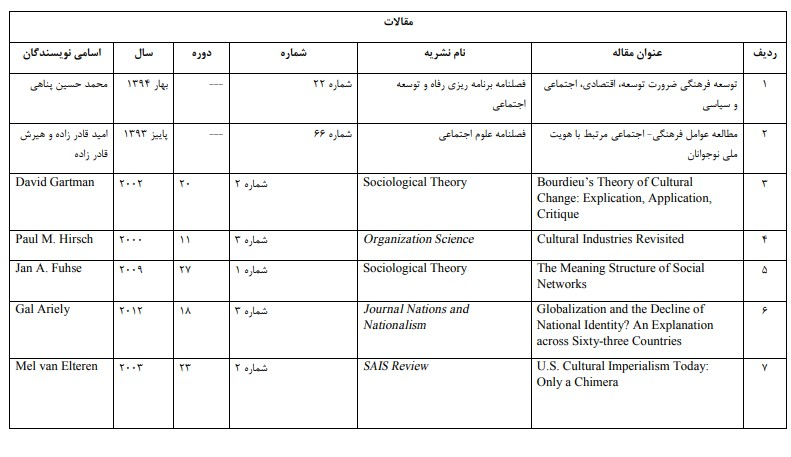 مقالات
ردیف عنوان مقاله نام نشریه شماره دوره سال اسامی نویسندگان
۱ توسعه فرهنگی ضرورت توسعه، اقتصادی، اجتماعی فصلنامه برنامه ریزی رفاه و توسعه شماره ۲۲ --- بهار ۱۳۹۴ محمد حسین پناهی
و سیاسی اجتماعی
۲ مطالعه عوامل فرهنگی- اجتماعی مرتبط با هویت فصلنامه علوم اجتماعی شماره ۶۶ --- پاییز ۱۳۹۳ امید قادر زاده و هیرش
ملی نوجوانان قادر زاده
۳ Bourdieu’s Theory of Cultural Sociological Theory شماره ۲ ۲۰ ۲۰۰۲ David Gartman
Change: Explication, Application,
Critique
۴ Cultural Industries Revisited Organization Science شماره ۳ ۱۱ ۲۰۰۰ Paul M. Hirsch
۵ The Meaning Structure of Social Sociological Theory شماره ۱ ۲۷ ۲۰۰۹ Jan A. Fuhse
Networks
۶ Globalization and the Decline of Journal Nations and شماره ۳ ۱۸ ۲۰۱۲ Gal Ariely
National Identity? An Explanation Nationalism
across Sixty-three Countries
۷ U.S. Cultural Imperialism Today: SAIS Review شماره ۲ ۲۳ ۲۰۰۳ Mel van Elteren
Only a Chimera